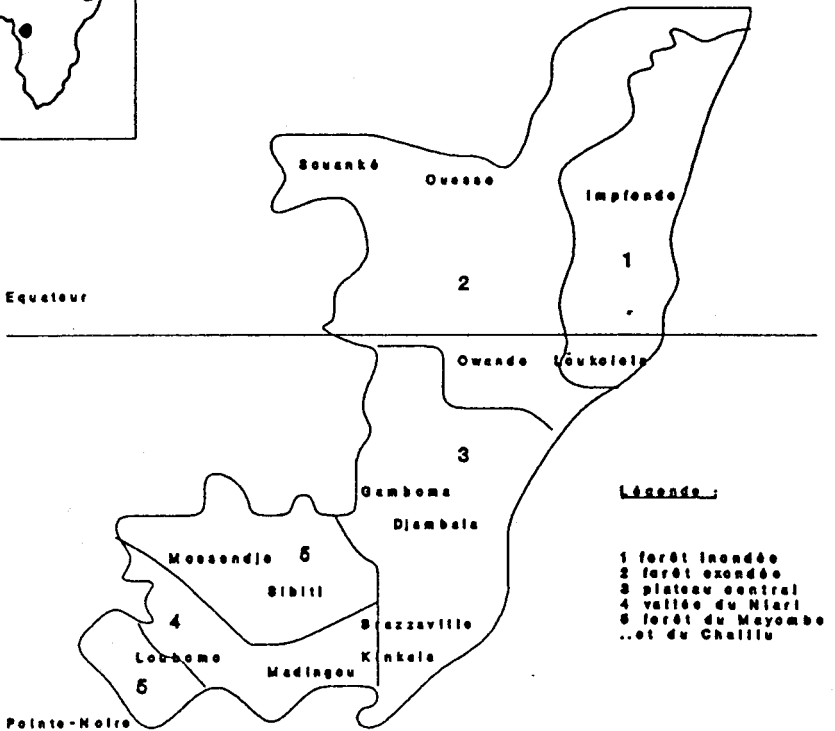 Souanké
Ouesso
Impfondo
1
2
Equateur
Owando Loukolela
3
Gamboma
Djambala
Légende :
Mossendjo 5
1 forêt inondée
2 forêt exondée
Sibiti
3 plateau central
4 vallée du Niari
4
5 forêt du Mayombe
Brazzaville
..et du Chaillu
Loubomo
Kinkala
Madingou
5
Pointe-Noire